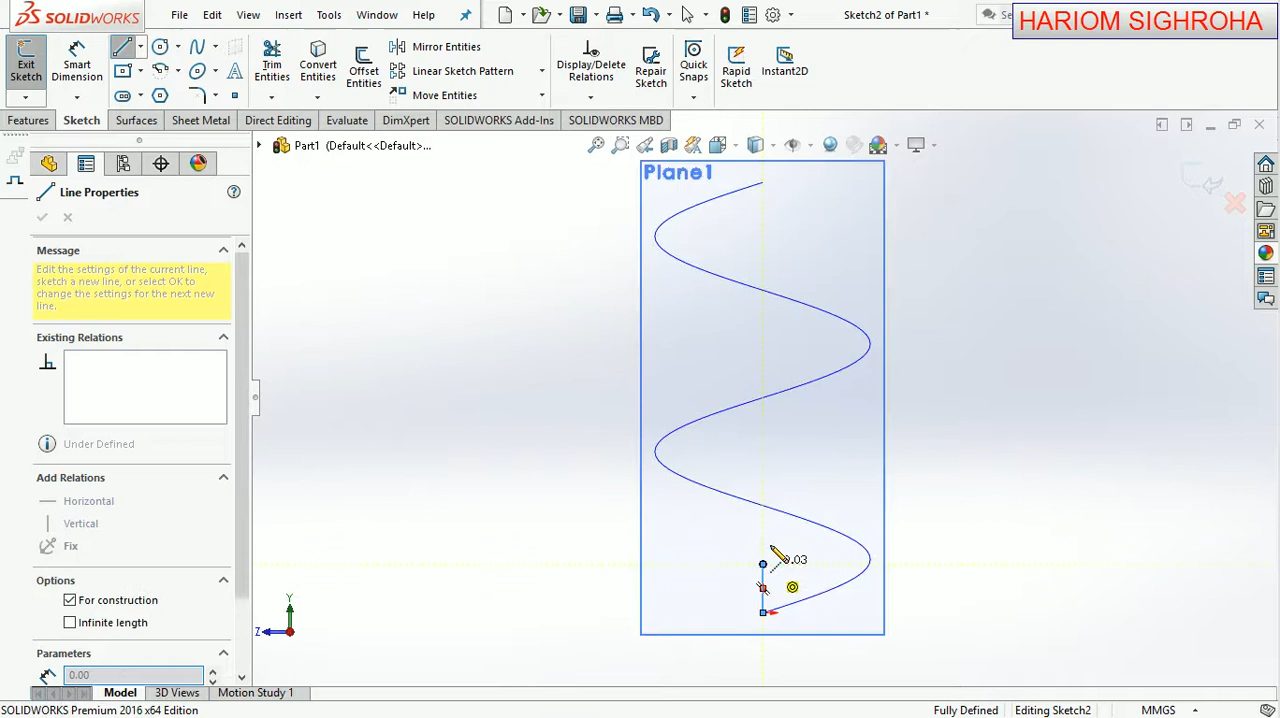 SOLIDWORKS
File Edit View Insert Tools Window Help
Sketch2 of Part1 *
HARIOM SIGHROHA
Exit Sketch
Smart Dimension
Trim Entities
Convert Entities
Offset Entities
Mirror Entities
Linear Sketch Pattern
Move Entities
Display/Delete Relations
Repair Sketch
Quick Snaps
Rapid Sketch
Instant2D
Features Sketch Surfaces Sheet Metal Direct Editing Evaluate DimXpert SOLIDWORKS Add-Ins SOLIDWORKS MBD
Part1 (Default<<Default>...
Plane1
Line Properties
Message
Edit the settings of the current line,
sketch a new line, or select OK to
change the settings for the next new
line.
Existing Relations
Under Defined
Add Relations
Horizontal
Vertical
Fix
Options
For construction
Infinite length
Parameters
0.00
Y
Z
Model 3D Views Motion Study 1
SOLIDWORKS Premium 2016 x64 Edition
Fully Defined Editing Sketch2 MMGS